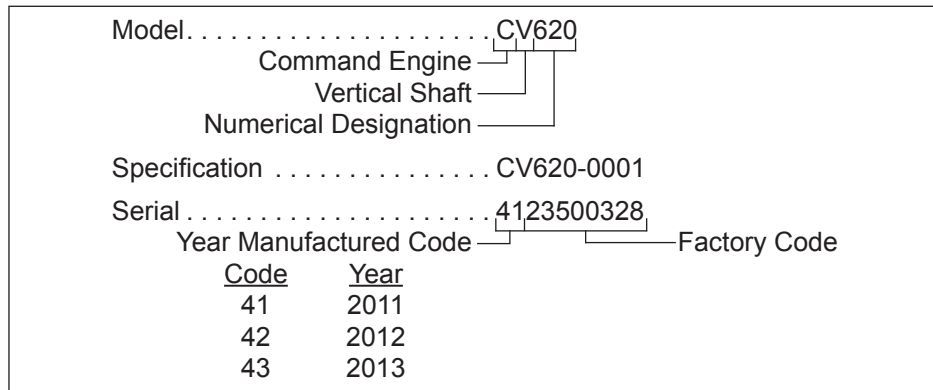 Model. . . . . . . . . . . . . . . . . . . . . CV620
Command Engine
Vertical Shaft
Numerical Designation
Specification . . . . . . . . . . . . . . . CV620-0001
Serial . . . . . . . . . . . . . . . . . . . . . 4123500328
Year Manufactured Code Factory Code
Code Year
41 2011
42 2012
43 2013